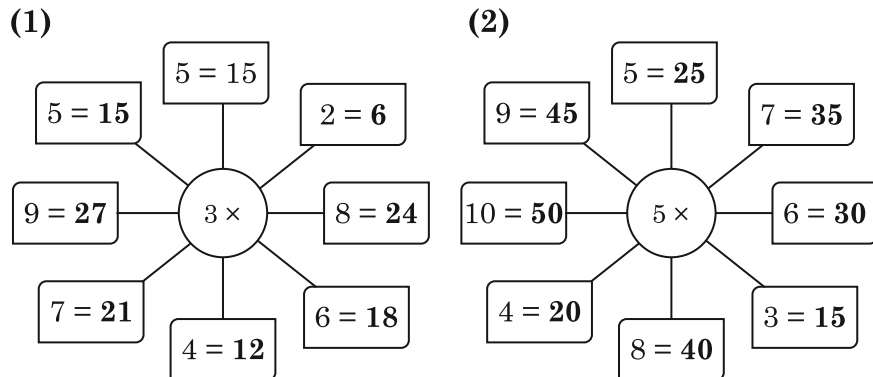 (1)
5 = 15
5 = 15
2 = 6
9 = 27
3 ×
8 = 24
7 = 21
6 = 18
4 = 12
(2)
5 = 25
9 = 45
7 = 35
10 = 50
5 ×
6 = 30
4 = 20
3 = 15
8 = 40